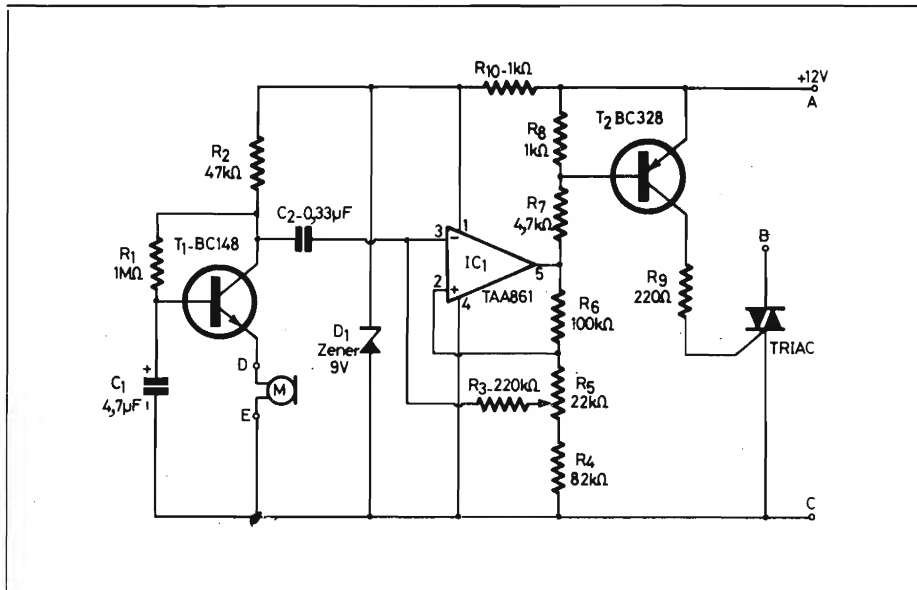 R10-1kΩ
+12V
A
T2 BC328
R8
1kΩ
R2
47kΩ
C2-0,33µF
R7
4,7kΩ
R1
1MΩ
T1-BC148
3
-
1
IC1
5
2
+
4
TAA861
B
R9
220Ω
R6
100kΩ
TRIAC
D1
Zener
9V
D
M
E
+
C1
4,7µF
-
R3-220kΩ
R5
22kΩ
R4
82kΩ
C